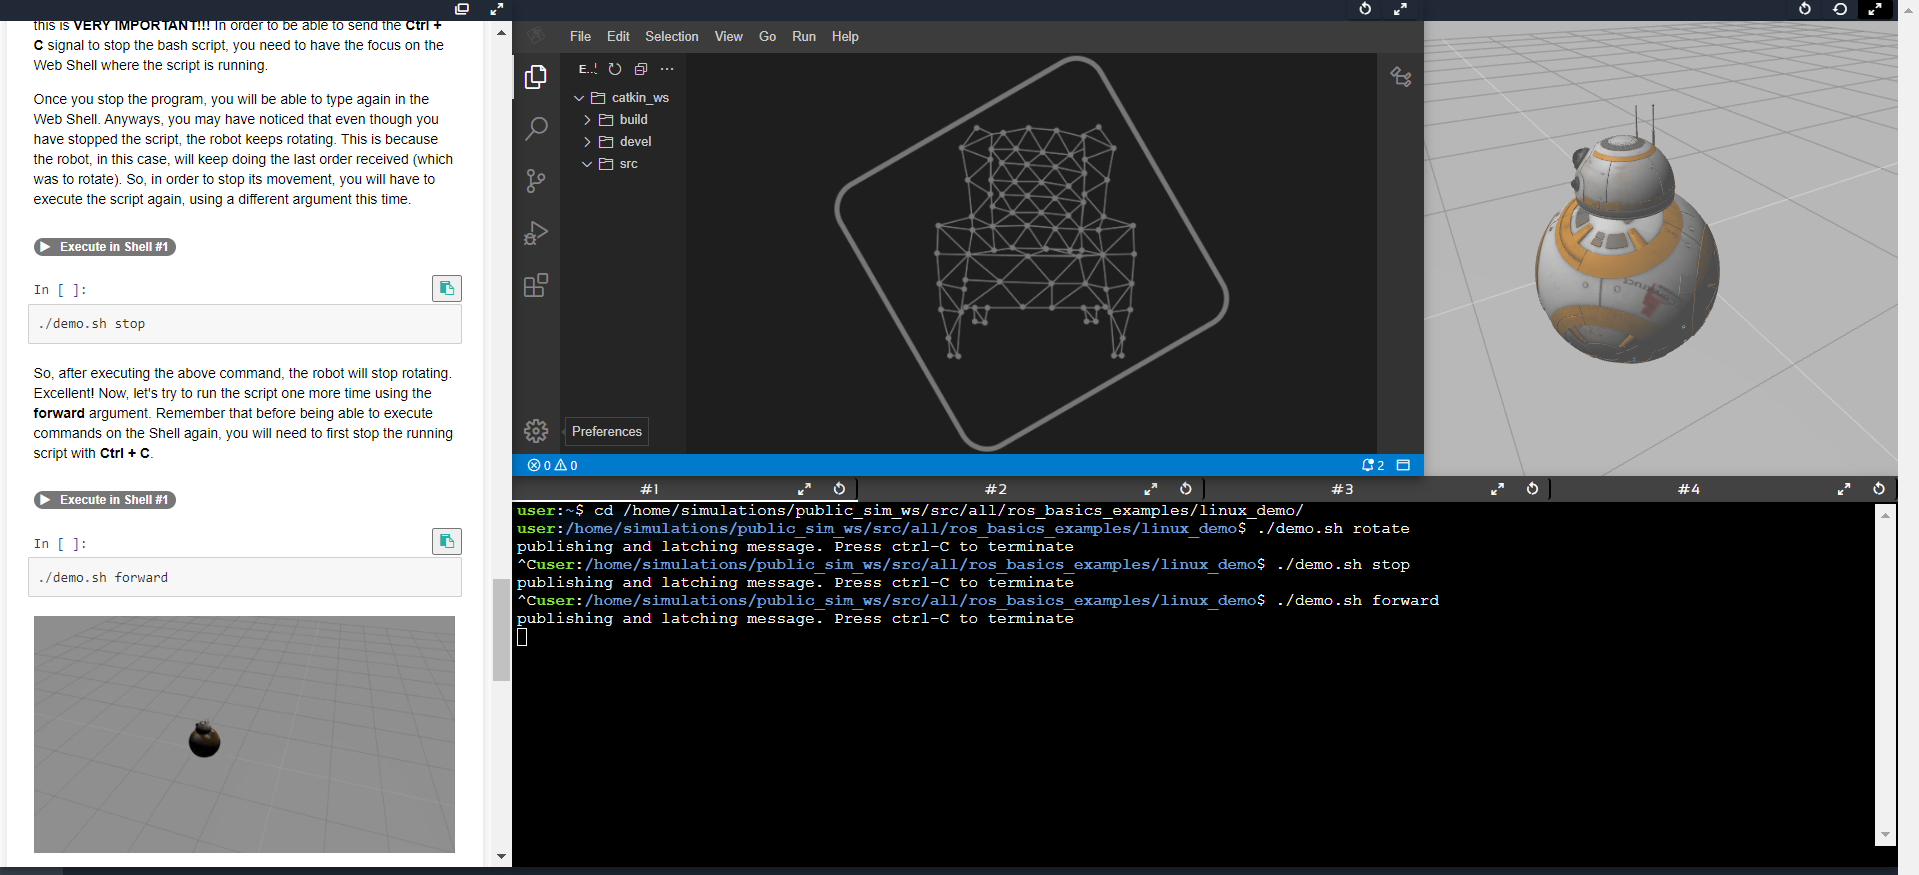 this is VERY IMPORTANT!!! In order to be able to send the Ctrl +
C signal to stop the bash script, you need to have the focus on the
Web Shell where the script is running.
Once you stop the program, you will be able to type again in the
Web Shell. Anyways, you may have noticed that even though you
have stopped the script, the robot keeps rotating. This is because
the robot, in this case, will keep doing the last order received (which
was to rotate). So, in order to stop its movement, you will have to
execute the script again, using a different argument this time.
Execute in Shell #1
In [ ]:
./demo.sh stop
So, after executing the above command, the robot will stop rotating.
Excellent! Now, let's try to run the script one more time using the
forward argument. Remember that before being able to execute
commands on the Shell again, you will need to first stop the running
script with Ctrl + C.
Execute in Shell #1
In [ ]:
./demo.sh forward
File Edit Selection View Go Run Help
E..
catkin_ws
build
devel
src
Preferences
0 0
2
#1 #2 #3 #4
user:~$ cd /home/simulations/public_sim_ws/src/all/ros_basics_examples/linux_demo/
user:/home/simulations/public_sim_ws/src/all/ros_basics_examples/linux_demo$ ./demo.sh rotate
publishing and latching message. Press ctrl-C to terminate
^Cuser:/home/simulations/public_sim_ws/src/all/ros_basics_examples/linux_demo$ ./demo.sh stop
publishing and latching message. Press ctrl-C to terminate
^Cuser:/home/simulations/public_sim_ws/src/all/ros_basics_examples/linux_demo$ ./demo.sh forward
publishing and latching message. Press ctrl-C to terminate